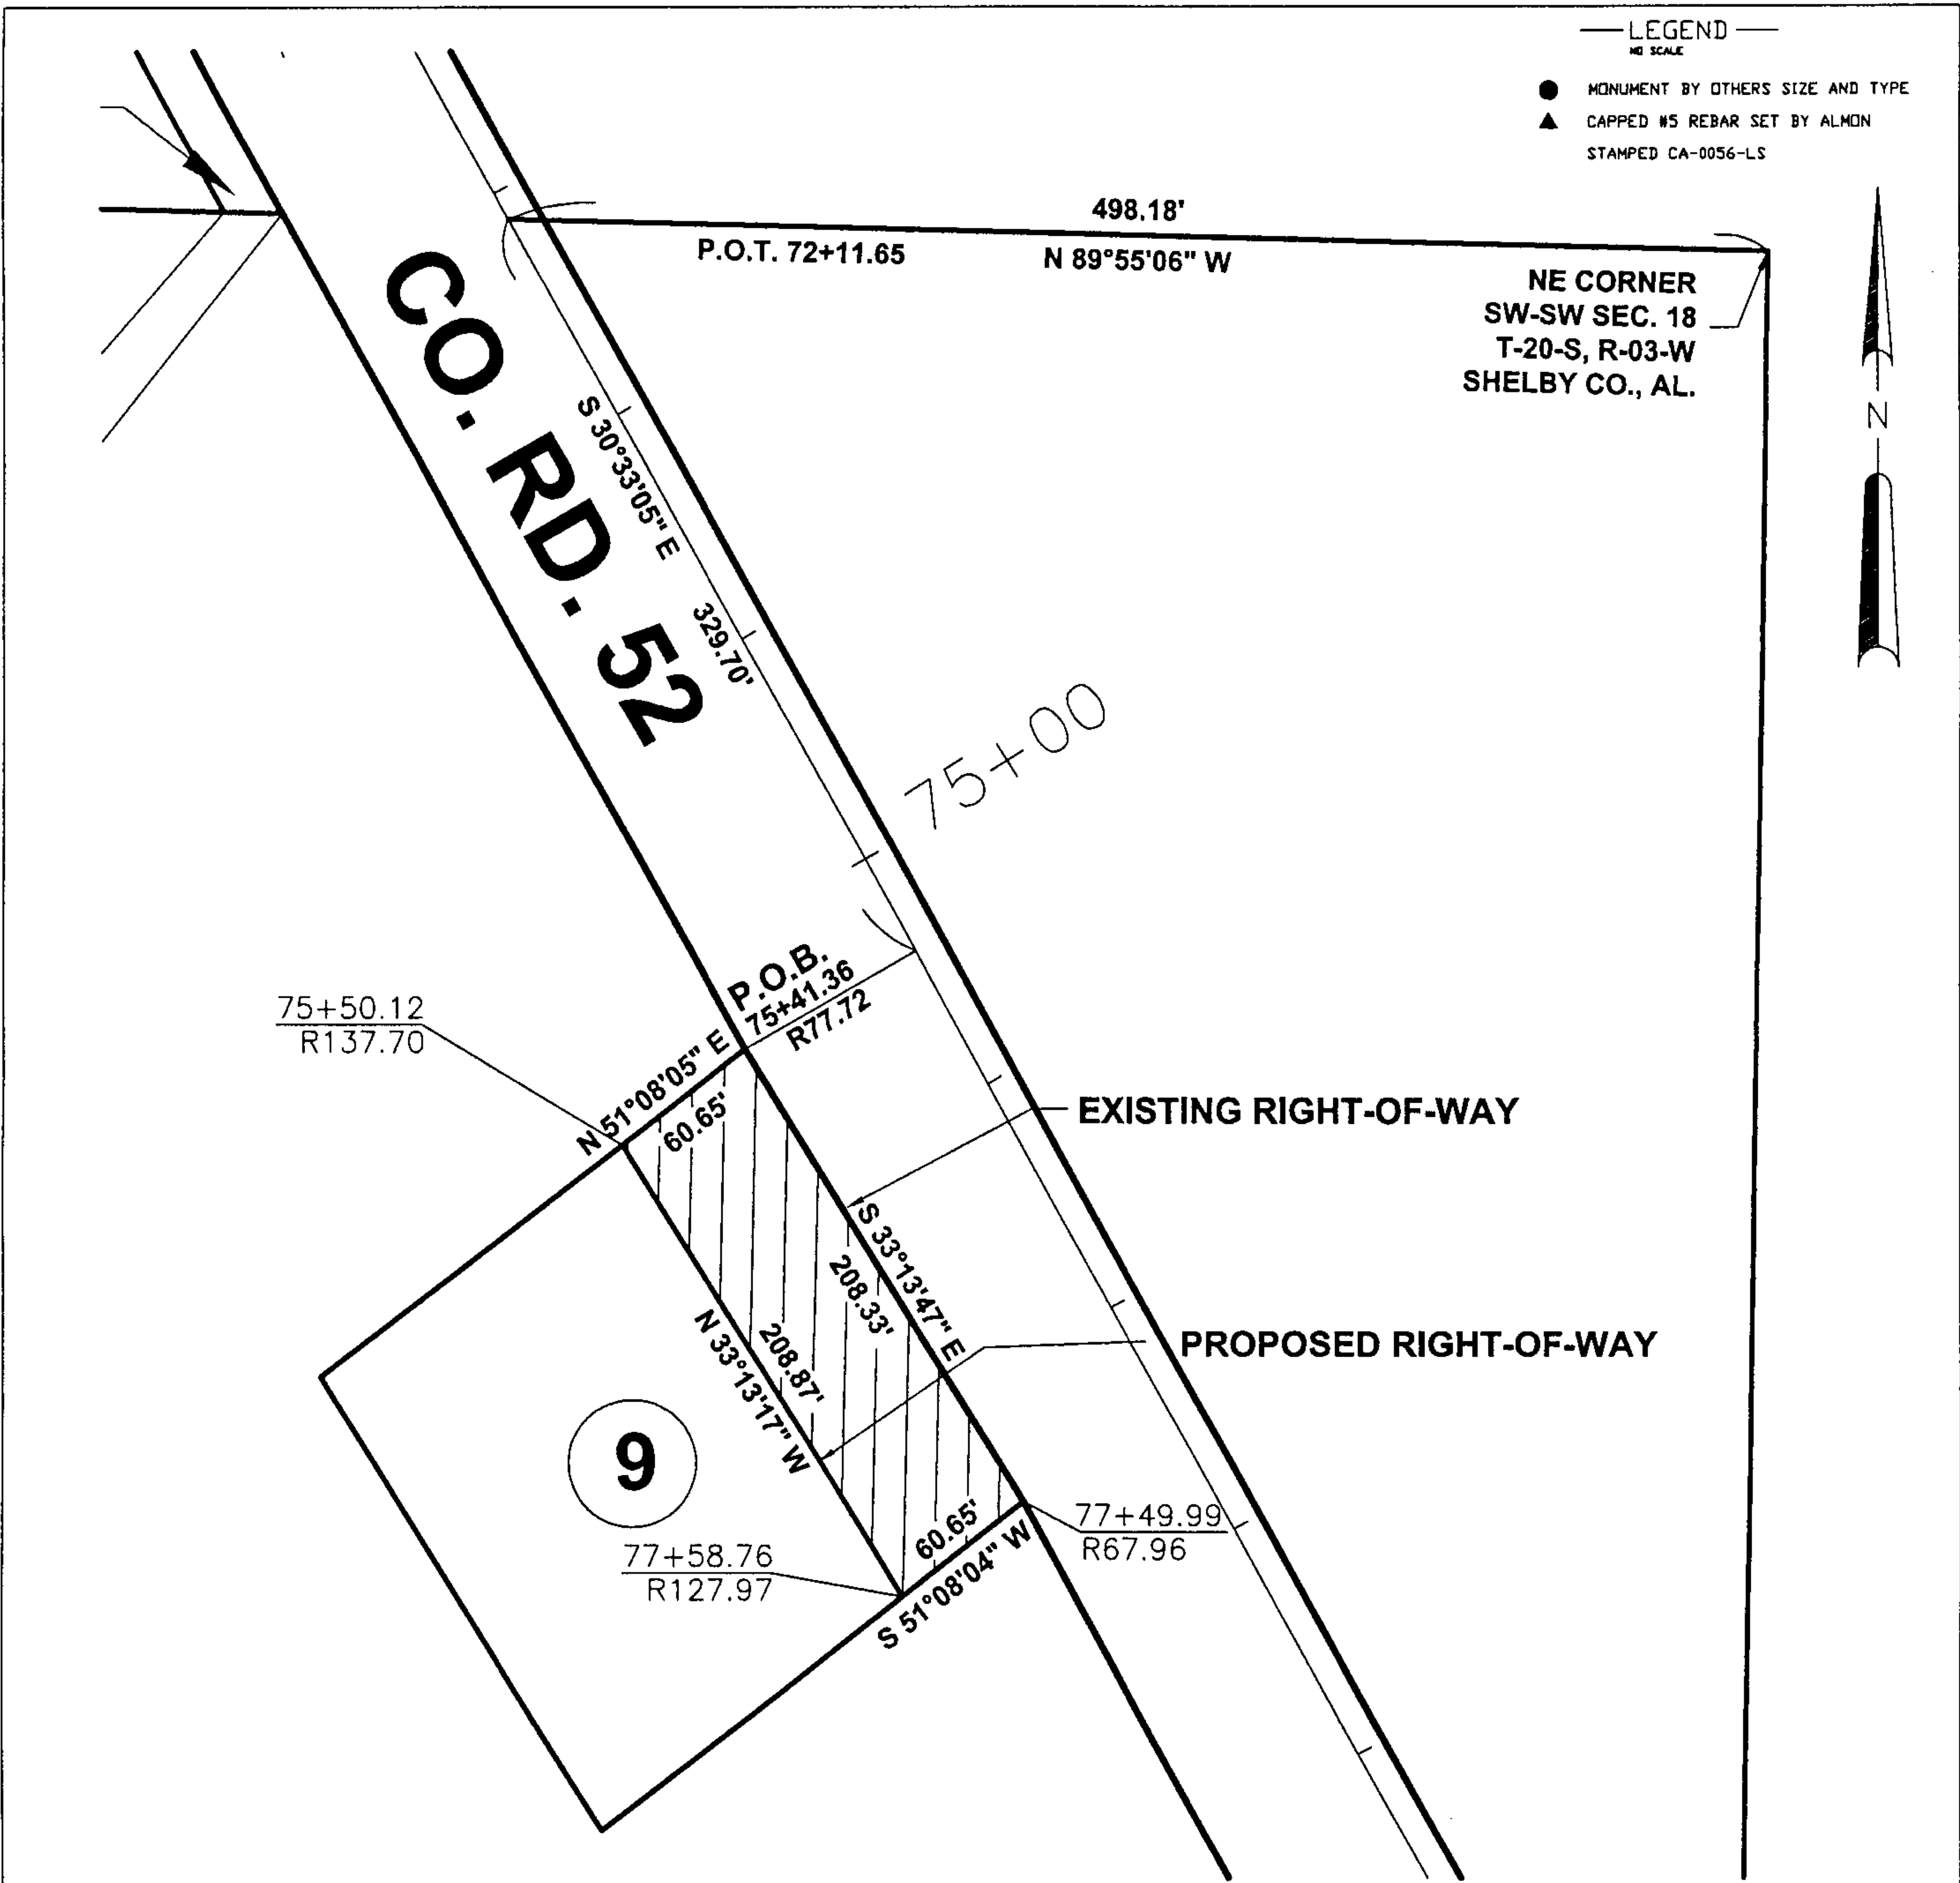 LEGEND
NO SCALE
MONUMENT BY OTHERS SIZE AND TYPE
CAPPED #5 REBAR SET BY ALMON
STAMPED CA-0056-LS
498.18'
P.O.T. 72+11.65
N 89°55'06" W
NE CORNER
SW-SW SEC. 18
T-20-S, R-03-W
SHELBY CO., AL.
N
CO. RD. 52
S 30°33'05" E 329.70'
75+00
P.O.B.
75+41.36
R77.72
75+50.12
R137.70
N 51°08'05" E
60.65'
EXISTING RIGHT-OF-WAY
S 33°13'47" E
208.33'
PROPOSED RIGHT-OF-WAY
208.87'
N 33°13'17" W
9
60.65'
S 51°08'04" W
77+49.99
R67.96
77+58.76
R127.97